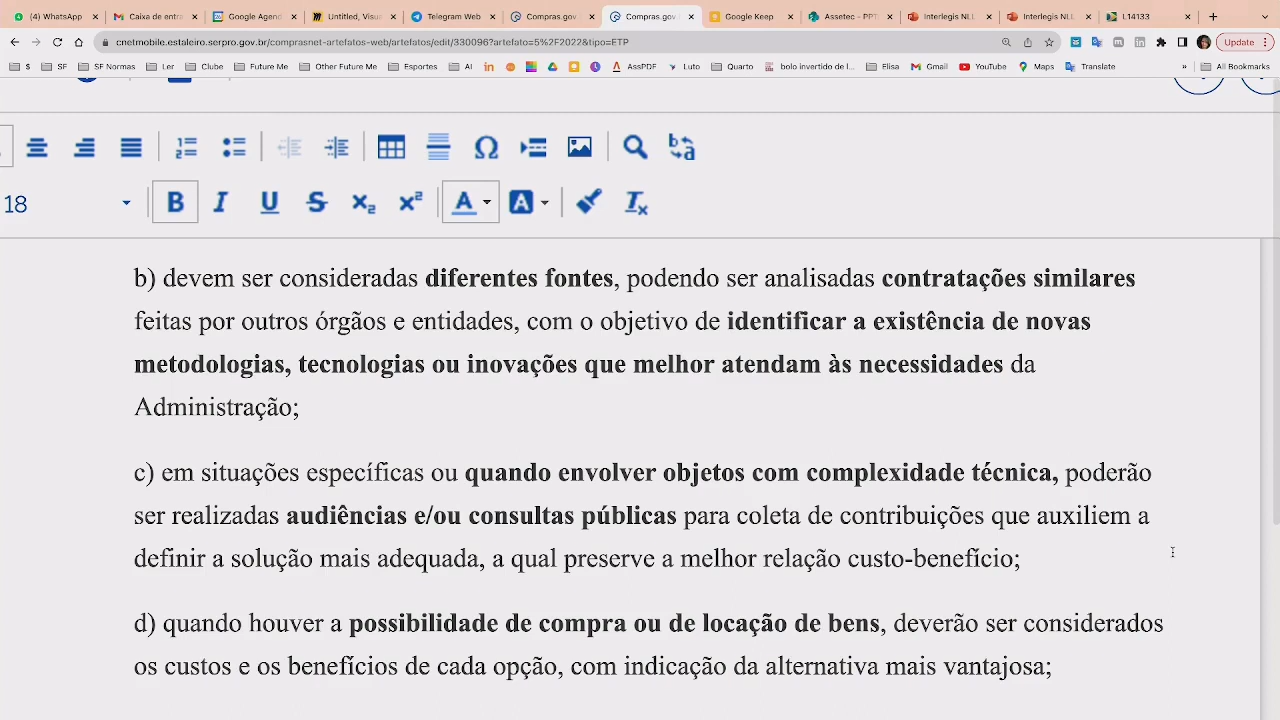 (4) WhatsApp
Caixa de entra
Google Agend
Untitled, Visua
Telegram Web
Compras.gov
Compras.gov
Google Keep
Assetec - PPT
Interlegis NLL
Interlegis NLL
L14133
cnetmobile.estaleiro.serpro.gov.br/comprasnet-artefatos-web/artefatos/edit/330096?artefato=5%2F2022&tipo=ETP
Update
$
SF
SF Normas
Ler
Clube
Future Me
Other Future Me
Esportes
AI
AssPDF
Luto
Quarto
bolo invertido de l...
Elisa
Gmail
YouTube
Maps
Translate
»
All Bookmarks
18
B
I
U
S
x₂
x²
A
A
Tx
b) devem ser consideradas diferentes fontes, podendo ser analisadas contratações similares
feitas por outros órgãos e entidades, com o objetivo de identificar a existência de novas
metodologias, tecnologias ou inovações que melhor atendam às necessidades da
Administração;
c) em situações específicas ou quando envolver objetos com complexidade técnica, poderão
ser realizadas audiências e/ou consultas públicas para coleta de contribuições que auxiliem a
definir a solução mais adequada, a qual preserve a melhor relação custo-benefício;
d) quando houver a possibilidade de compra ou de locação de bens, deverão ser considerados
os custos e os benefícios de cada opção, com indicação da alternativa mais vantajosa;